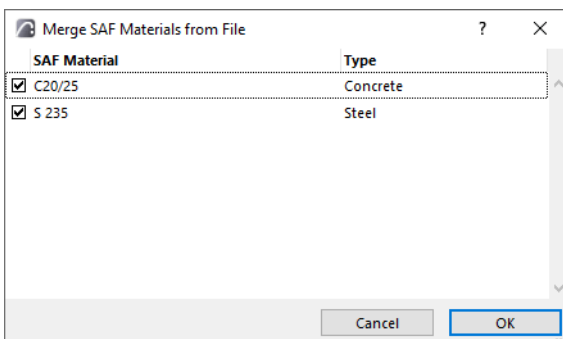 Merge SAF Materials from File
SAF Material Type
C20/25 Concrete
S 235 Steel
Cancel OK